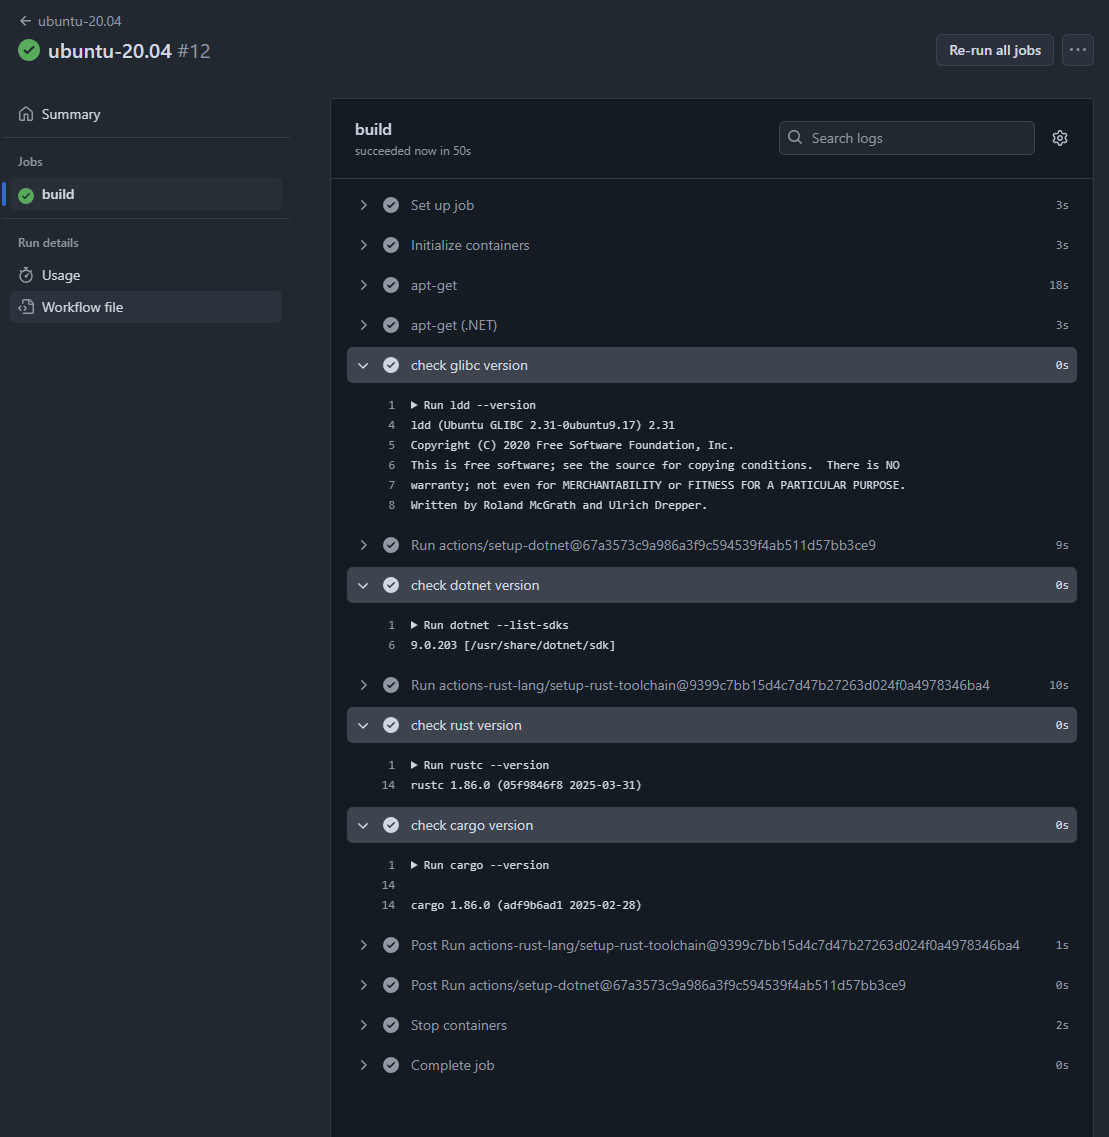 ubuntu-20.04
ubuntu-20.04 #12
Re-run all jobs
Summary
Jobs
build
Run details
Usage
Workflow file
build
succeeded now in 50s
Search logs
Set up job 3s
Initialize containers 3s
apt-get 18s
apt-get (.NET) 3s
check glibc version 0s
1 Run ldd --version
4 ldd (Ubuntu GLIBC 2.31-0ubuntu9.17) 2.31
5 Copyright (C) 2020 Free Software Foundation, Inc.
6 This is free software; see the source for copying conditions.  There is NO
7 warranty; not even for MERCHANTABILITY or FITNESS FOR A PARTICULAR PURPOSE.
8 Written by Roland McGrath and Ulrich Drepper.
Run actions/setup-dotnet@67a3573c9a986a3f9c594539f4ab511d57bb3ce9 9s
check dotnet version 0s
1 Run dotnet --list-sdks
6 9.0.203 [/usr/share/dotnet/sdk]
Run actions-rust-lang/setup-rust-toolchain@9399c7bb15d4c7d47b27263d024f0a4978346ba4 10s
check rust version 0s
1 Run rustc --version
14 rustc 1.86.0 (05f9846f8 2025-03-31)
check cargo version 0s
1 Run cargo --version
14
14 cargo 1.86.0 (adf9b6ad1 2025-02-28)
Post Run actions-rust-lang/setup-rust-toolchain@9399c7bb15d4c7d47b27263d024f0a4978346ba4 1s
Post Run actions/setup-dotnet@67a3573c9a986a3f9c594539f4ab511d57bb3ce9 0s
Stop containers 2s
Complete job 0s